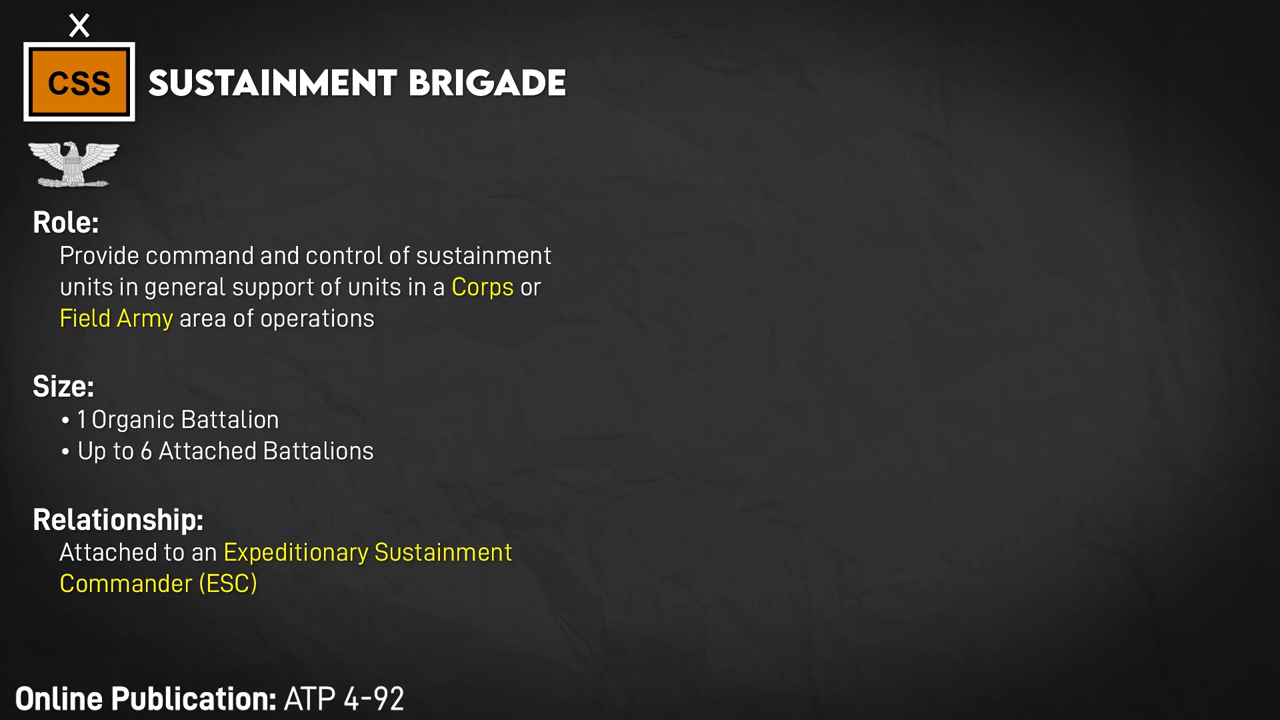 X
CSS
SUSTAINMENT BRIGADE
Role:
Provide command and control of sustainment
units in general support of units in a Corps or
Field Army area of operations
Size:
• 1 Organic Battalion
• Up to 6 Attached Battalions
Relationship:
Attached to an Expeditionary Sustainment
Commander (ESC)
Online Publication: ATP 4-92